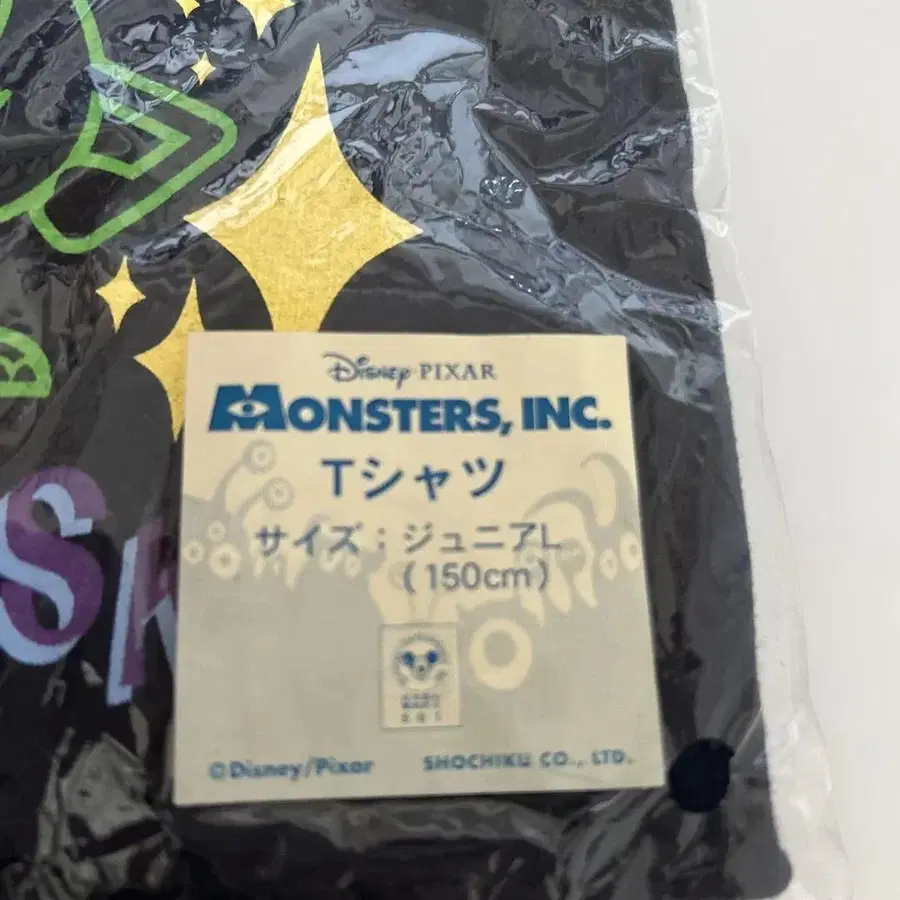 Disney PIXAR
MONSTERS, INC.
Tシャツ
サイズ：ジュニアL
(150cm)
©Disney/Pixar
SHOCHIKU CO., LTD.
B
S